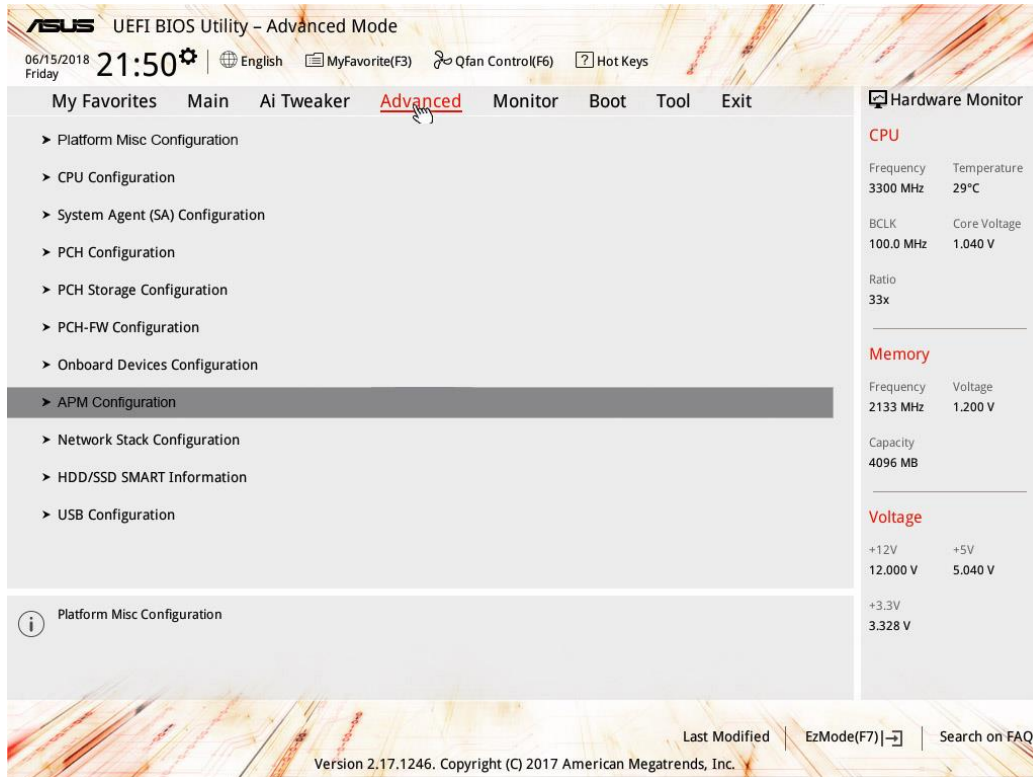 ASUS UEFI BIOS Utility – Advanced Mode
06/15/2018 Friday 21:50 English MyFavorite(F3) Qfan Control(F6) ? Hot Keys
My Favorites Main Ai Tweaker Advanced Monitor Boot Tool Exit
Platform Misc Configuration
CPU Configuration
System Agent (SA) Configuration
PCH Configuration
PCH Storage Configuration
PCH-FW Configuration
Onboard Devices Configuration
APM Configuration
Network Stack Configuration
HDD/SSD SMART Information
USB Configuration
i Platform Misc Configuration
Hardware Monitor
CPU
Frequency Temperature
3300 MHz 29°C
BCLK Core Voltage
100.0 MHz 1.040 V
Ratio
33x
Memory
Frequency Voltage
2133 MHz 1.200 V
Capacity
4096 MB
Voltage
+12V +5V
12.000 V 5.040 V
+3.3V
3.328 V
Last Modified EzMode(F7) Search on FAQ
Version 2.17.1246. Copyright (C) 2017 American Megatrends, Inc.